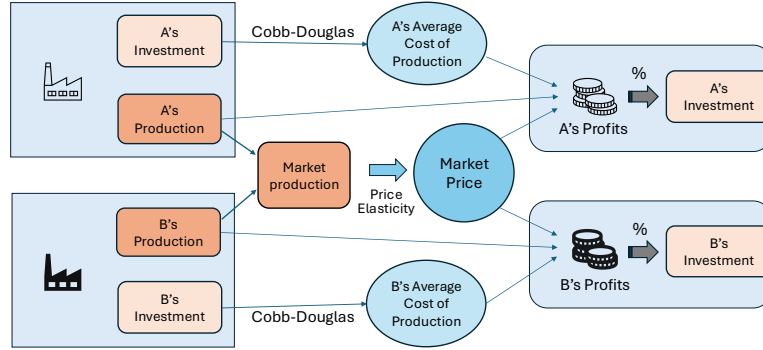 A's
Investment
Cobb-Douglas
A's Average
Cost of
Production
A's
Production
%
A's
Investment
A's Profits
Market
production
Price
Elasticity
Market
Price
B's
Production
%
B's
Investment
B's Profits
B's
Investment
Cobb-Douglas
B's Average
Cost of
Production